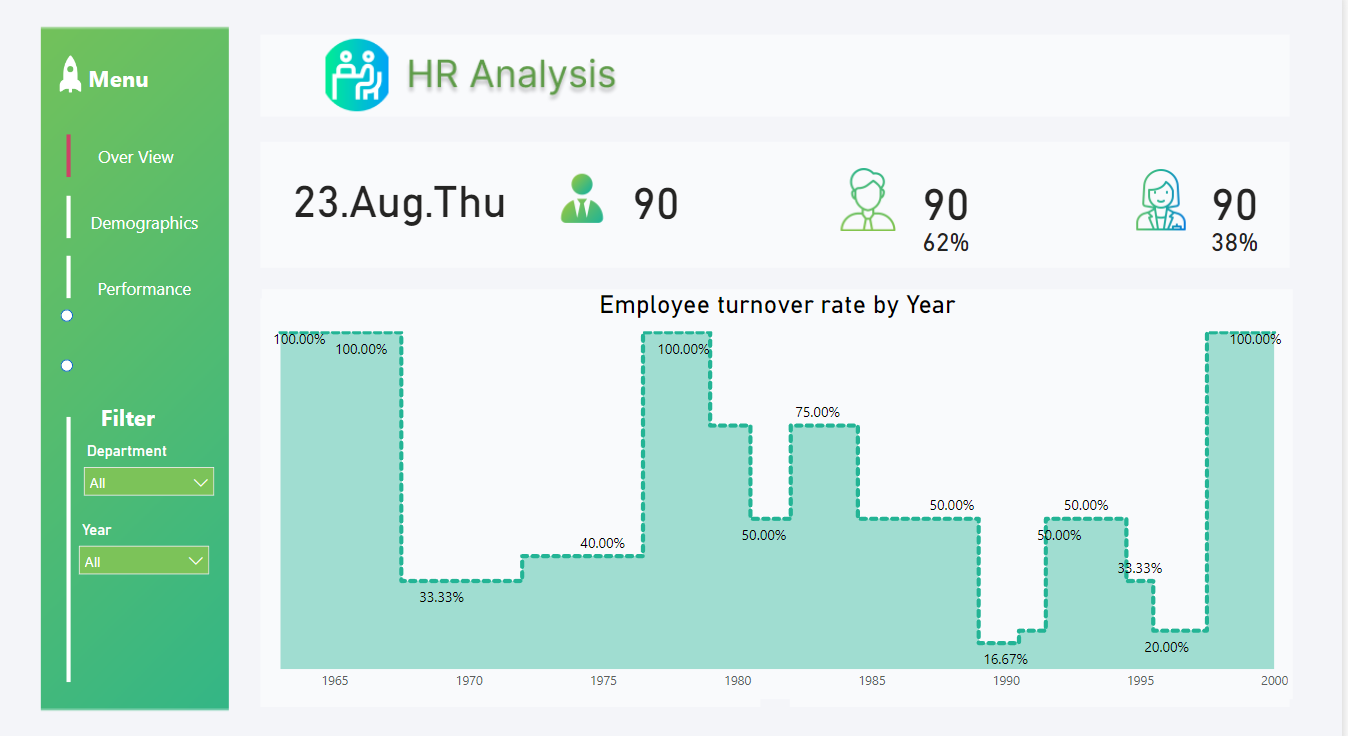 Menu
Over View
Demographics
Performance
Filter
Department
All
Year
All
HR Analysis
23.Aug.Thu
90
90
62%
90
38%
Employee turnover rate by Year
100.00%
100.00%
33.33%
40.00%
100.00%
50.00%
75.00%
50.00%
16.67%
50.00%
50.00%
33.33%
20.00%
100.00%
1965 1970 1975 1980 1985 1990 1995 2000